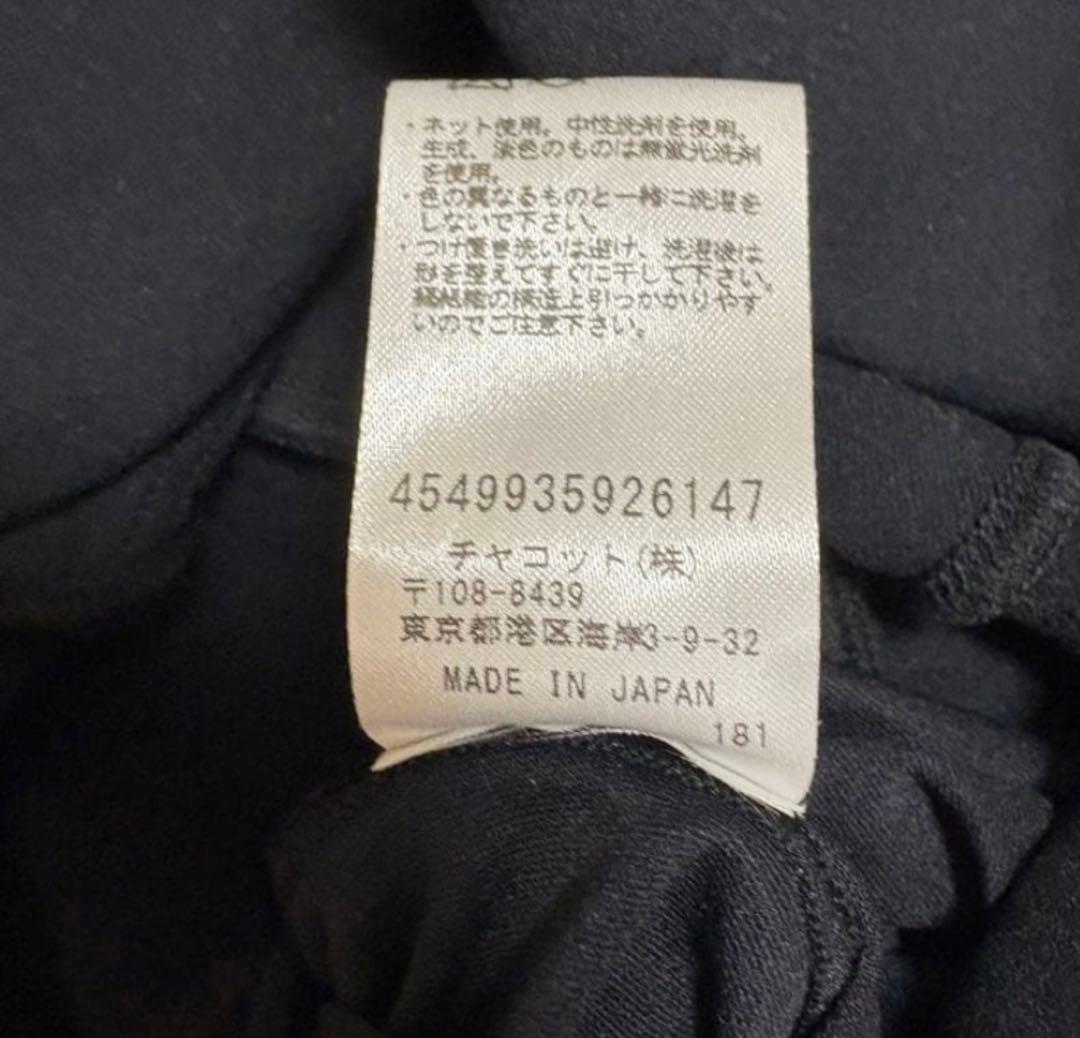 ・ネット使用。中性洗剤を使用。
生成、淡色のものは無蛍光洗剤
を使用。
・色の異なるものと一緒に洗濯を
しないで下さい。
・つけ置き洗いは避け、洗濯後は
形を整えてすぐに干して下さい。
の構造上引っかかりやす
いのでご注意下さい。
4549935926147
チャコット(株)
〒108-8439
東京都港区海岸3-9-32
MADE IN JAPAN
181